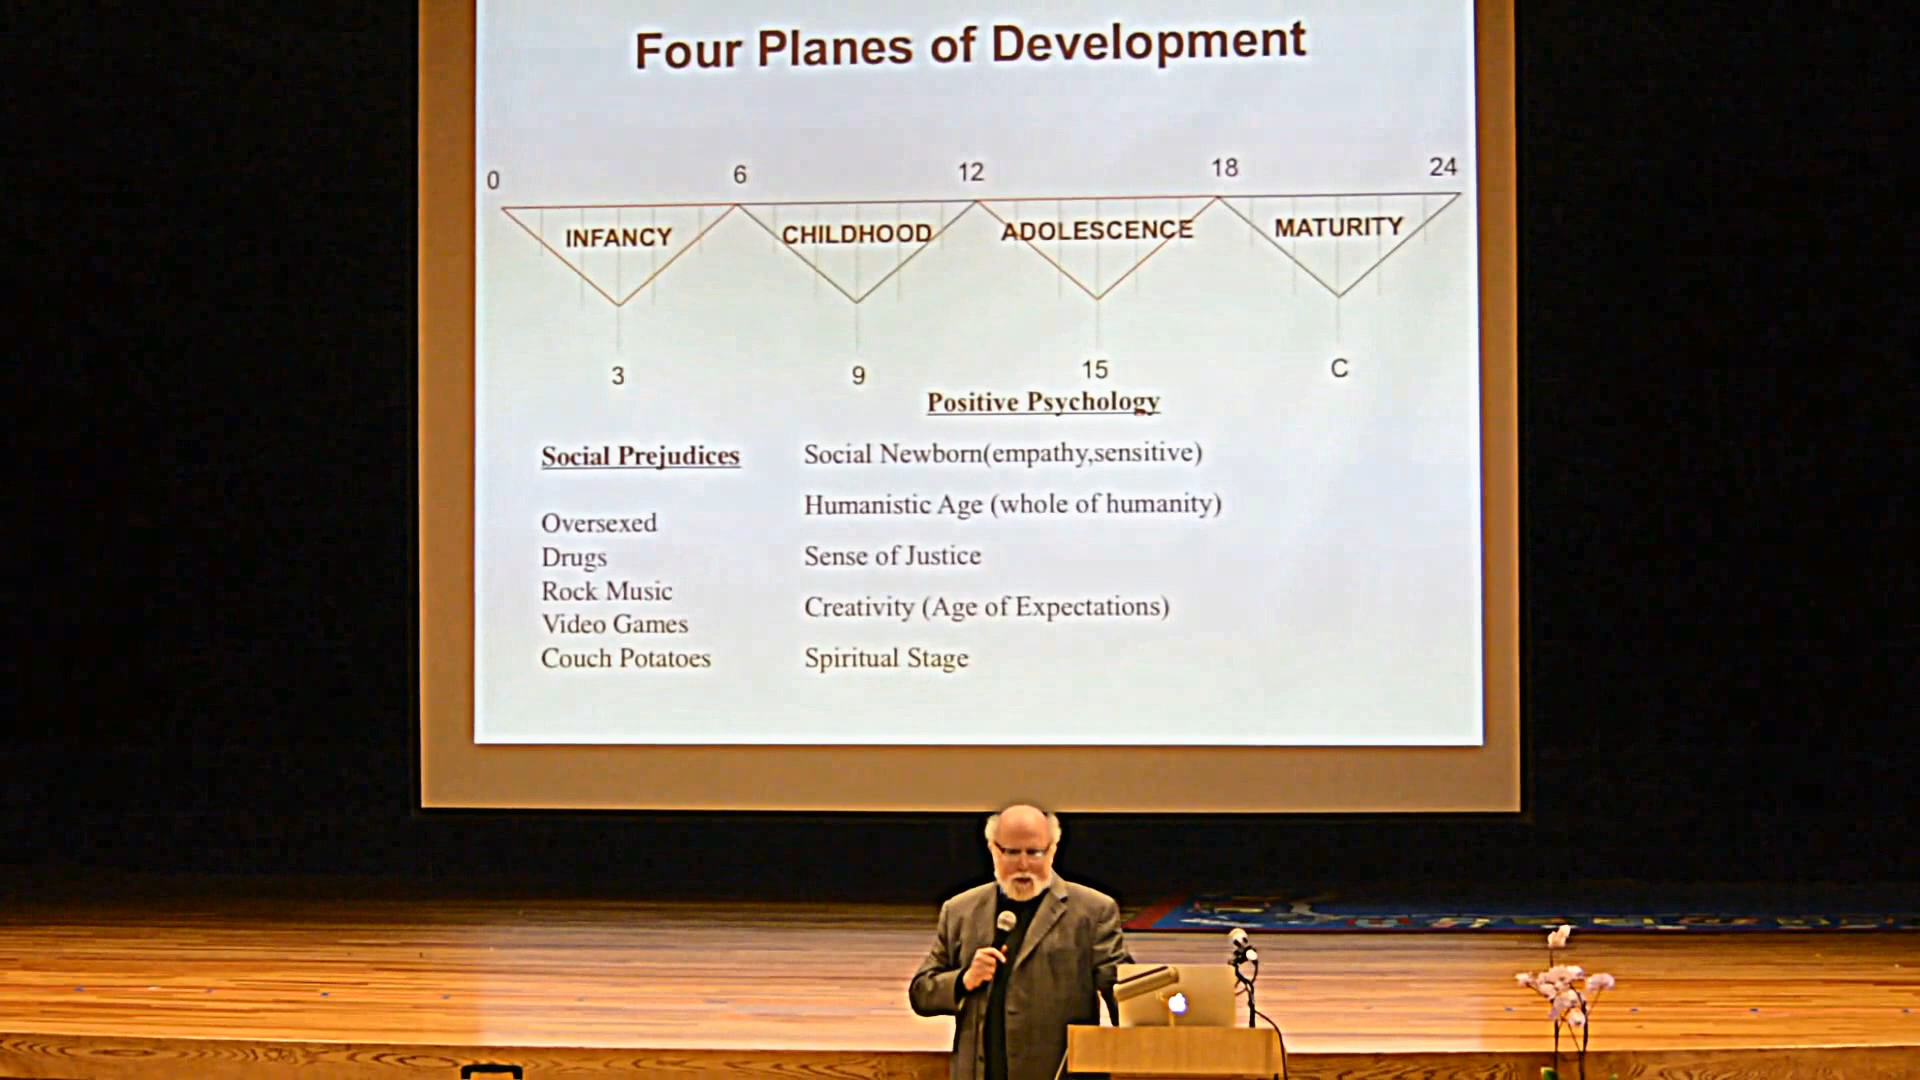 Four Planes of Development
0 6 12 18 24
INFANCY CHILDHOOD ADOLESCENCE MATURITY
3 9 15 C
Positive Psychology
Social Prejudices
Social Newborn(empathy,sensitive)
Humanistic Age (whole of humanity)
Oversexed
Sense of Justice
Drugs
Rock Music
Creativity (Age of Expectations)
Video Games
Couch Potatoes
Spiritual Stage